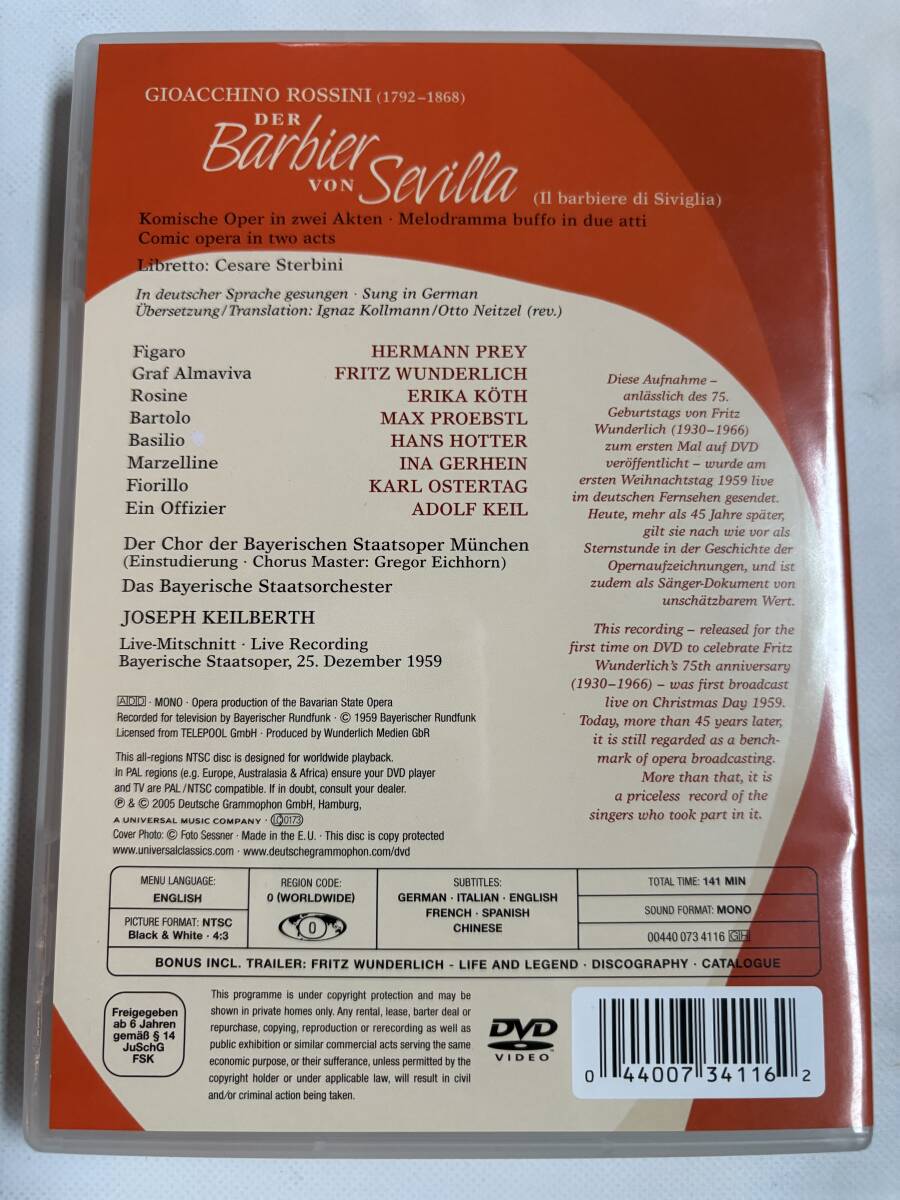 GIOACCHINO ROSSINI (1792–1868)
DER
Barbier
VON Sevilla
(Il barbiere di Siviglia)
Komische Oper in zwei Akten · Melodramma buffo in due atti
Comic opera in two acts
Libretto: Cesare Sterbini
In deutscher Sprache gesungen · Sung in German
Übersetzung/Translation: Ignaz Kollmann/Otto Neitzel (rev.)
Figaro HERMANN PREY
Graf Almaviva FRITZ WUNDERLICH
Rosine ERIKA KÖTH
Bartolo MAX PROEBSTL
Basilio HANS HOTTER
Marzelline INA GERHEIN
Fiorillo KARL OSTERTAG
Ein Offizier ADOLF KEIL
Der Chor der Bayerischen Staatsoper München
(Einstudierung · Chorus Master: Gregor Eichhorn)
Das Bayerische Staatsorchester
JOSEPH KEILBERTH
Live-Mitschnitt · Live Recording
Bayerische Staatsoper, 25. Dezember 1959
Diese Aufnahme –
anlässlich des 75.
Geburtstags von Fritz
Wunderlich (1930–1966)
zum ersten Mal auf DVD
veröffentlicht – wurde am
ersten Weihnachtstag 1959 live
im deutschen Fernsehen gesendet.
Heute, mehr als 45 Jahre später,
gilt sie nach wie vor als
Sternstunde in der Geschichte der
Opernaufzeichnungen, und ist
zudem als Sänger-Dokument von
unschätzbarem Wert.
This recording – released for the
first time on DVD to celebrate Fritz
Wunderlich's 75th anniversary
(1930–1966) – was first broadcast
live on Christmas Day 1959.
Today, more than 45 years later,
it is still regarded as a bench-
mark of opera broadcasting.
More than that, it is
a priceless record of the
singers who took part in it.
ADD · MONO · Opera production of the Bavarian State Opera
Recorded for television by Bayerischer Rundfunk · © 1959 Bayerischer Rundfunk
Licensed from TELEPOOL GmbH · Produced by Wunderlich Medien GbR
This all-regions NTSC disc is designed for worldwide playback.
In PAL regions (e.g. Europe, Australasia & Africa) ensure your DVD player
and TV are PAL/NTSC compatible. If in doubt, consult your dealer.
℗ & © 2005 Deutsche Grammophon GmbH, Hamburg,
A UNIVERSAL MUSIC COMPANY · LC 0173
Cover Photo: © Foto Sessner · Made in the E.U. · This disc is copy protected
www.universalclassics.com · www.deutschegrammophon.com/dvd
MENU LANGUAGE:
ENGLISH
PICTURE FORMAT: NTSC
Black & White · 4:3
REGION CODE:
0 (WORLDWIDE)
0
SUBTITLES:
GERMAN · ITALIAN · ENGLISH
FRENCH · SPANISH
CHINESE
TOTAL TIME: 141 MIN
SOUND FORMAT: MONO
00440 073 4116 GH
BONUS INCL. TRAILER: FRITZ WUNDERLICH - LIFE AND LEGEND · DISCOGRAPHY · CATALOGUE
Freigegeben
ab 6 Jahren
gemäß § 14
JuSchG
FSK
This programme is under copyright protection and may be
shown in private homes only. Any rental, lease, barter deal or
repurchase, copying, reproduction or rerecording as well as
public exhibition or similar commercial acts serving the same
economic purpose, or their sufferance, unless permitted by the
copyright holder or under applicable law, will result in civil
and/or criminal action being taken.
DVD
VIDEO™
0 44007 34116 2